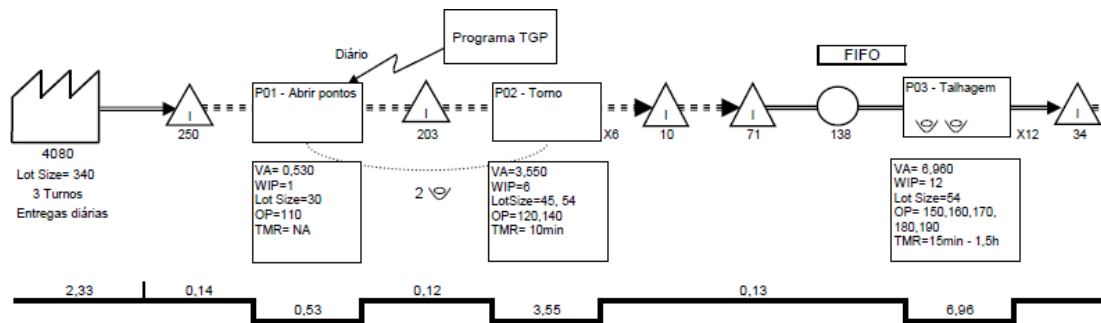 Programa TGP
Diário
FIFO
P01 - Abrir pontos
P02 - Torno
P03 - Talhagem
I
I
I
I
I
250
203
X6
10
71
138
X12
34
4080
Lot Size= 340
3 Turnos
Entregas diárias
VA= 0,530
WIP=1
Lot Size=30
OP=110
TMR= NA
2
VA=3,550
WIP=6
LotSize=45, 54
OP=120,140
TMR= 10min
VA= 6,960
WIP= 12
Lot Size=54
OP= 150,160,170,
180,190
TMR=15min - 1,5h
2,33
0,14
0,53
0,12
3,55
0,13
6,96